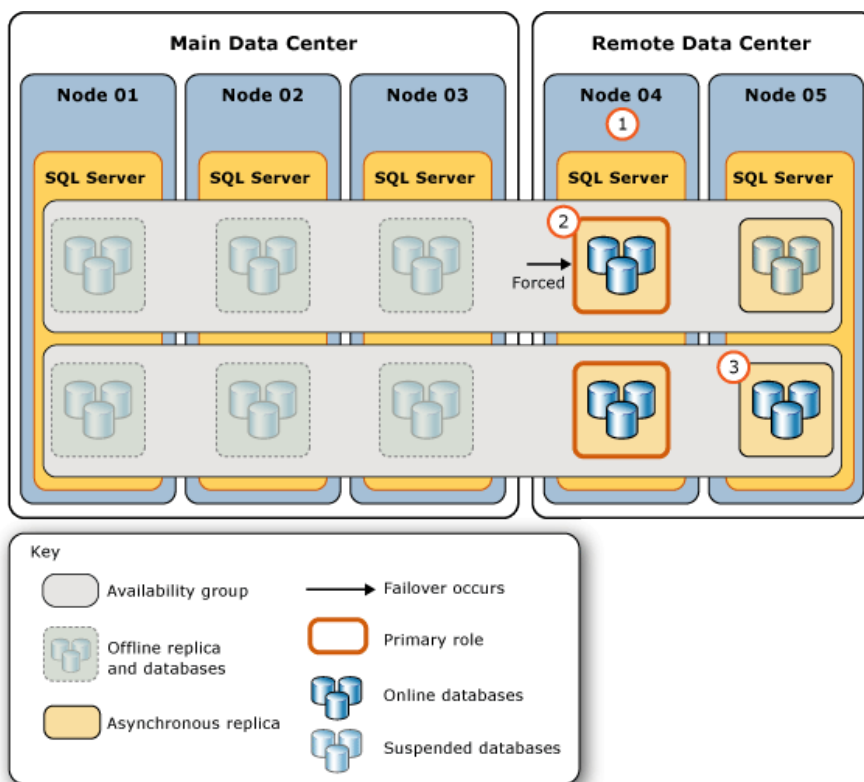 Main Data Center
Remote Data Center
Node 01
Node 02
Node 03
Node 04
Node 05
1
SQL Server
SQL Server
SQL Server
SQL Server
SQL Server
2
Forced
3
Key
Availability group
Failover occurs
Offline replica
and databases
Primary role
Online databases
Asynchronous replica
Suspended databases